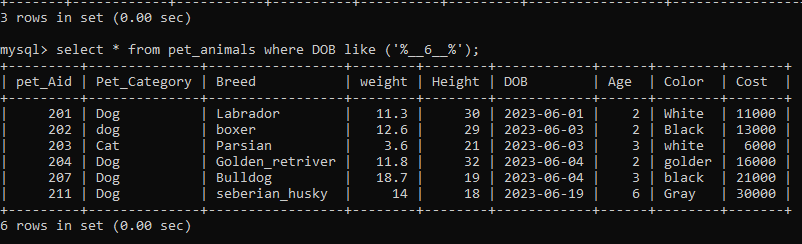 3 rows in set (0.00 sec)
mysql> select * from pet_animals where DOB like ('%__6__%');
+---------+--------------+------------------+--------+--------+------------+------+--------+-------+
| pet_Aid | Pet_Category | Breed            | weight | Height | DOB        | Age  | Color  | Cost  |
+---------+--------------+------------------+--------+--------+------------+------+--------+-------+
|     201 | Dog          | Labrador         |   11.3 |     30 | 2023-06-01 |    2 | White  | 11000 |
|     202 | dog          | boxer            |   12.6 |     29 | 2023-06-03 |    2 | Black  | 13000 |
|     203 | Cat          | Parsian          |    3.6 |     21 | 2023-06-03 |    3 | white  |  6000 |
|     204 | Dog          | Golden_retriver  |   11.8 |     32 | 2023-06-04 |    2 | golder | 16000 |
|     207 | Dog          | Bulldog          |   18.7 |     19 | 2023-06-04 |    3 | black  | 21000 |
|     211 | Dog          | seberian_husky   |     14 |     18 | 2023-06-19 |    6 | Gray   | 30000 |
+---------+--------------+------------------+--------+--------+------------+------+--------+-------+
6 rows in set (0.00 sec)